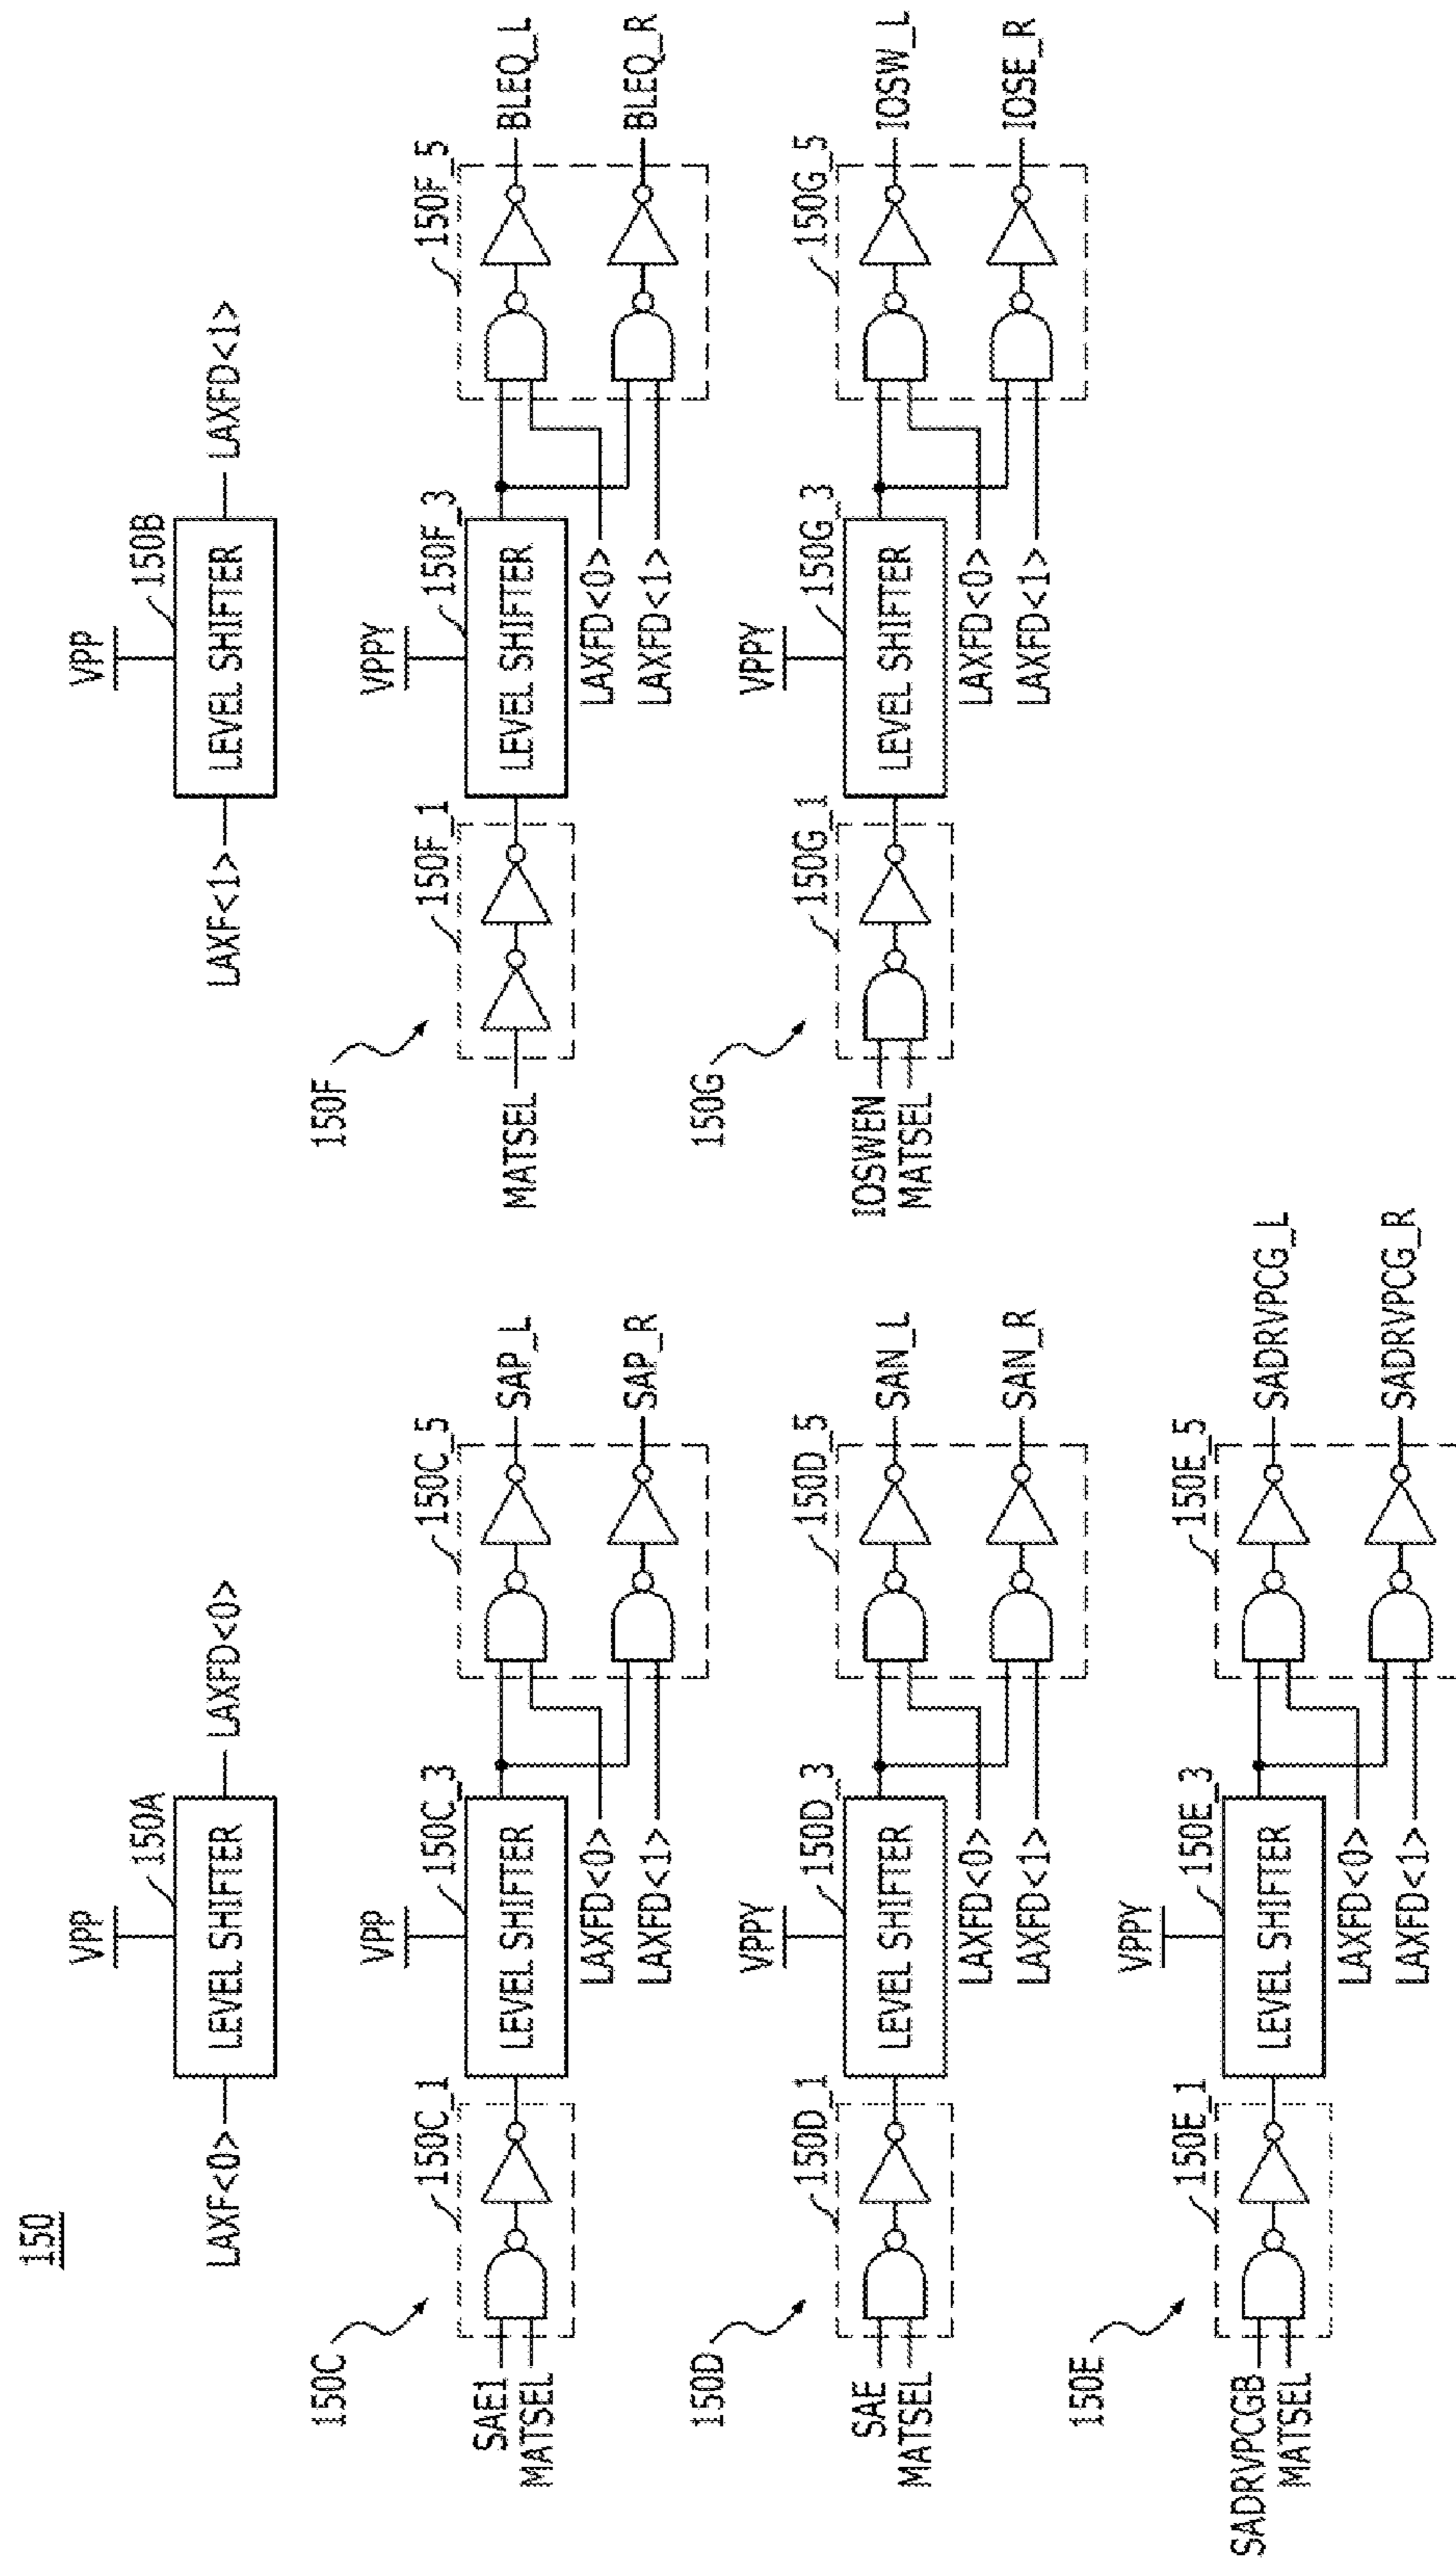 150
VPP
150A
LAXF<0>
LEVEL SHIFTER
LAXFD<0>
VPP
150B
LAXF<1>
LEVEL SHIFTER
LAXFD<1>
150C
150C_1
VPP
150C_3
150C_5
SAE1
MATSEL
LEVEL SHIFTER
LAXFD<0>
LAXFD<1>
SAP_L
SAP_R
150F
150F_1
VPPY
150F_3
150F_5
MATSEL
LEVEL SHIFTER
LAXFD<0>
LAXFD<1>
BLEQ_L
BLEQ_R
150D
150D_1
VPPY
150D_3
150D_5
SAE
MATSEL
LEVEL SHIFTER
LAXFD<0>
LAXFD<1>
SAN_L
SAN_R
150G
150G_1
VPPY
150G_3
150G_5
IOSWEN
MATSEL
LEVEL SHIFTER
LAXFD<0>
LAXFD<1>
IOSW_L
IOSE_R
150E
150E_1
VPPY
150E_3
150E_5
SADRVPCGB
MATSEL
LEVEL SHIFTER
LAXFD<0>
LAXFD<1>
SADRVPCG_L
SADRVPCG_R